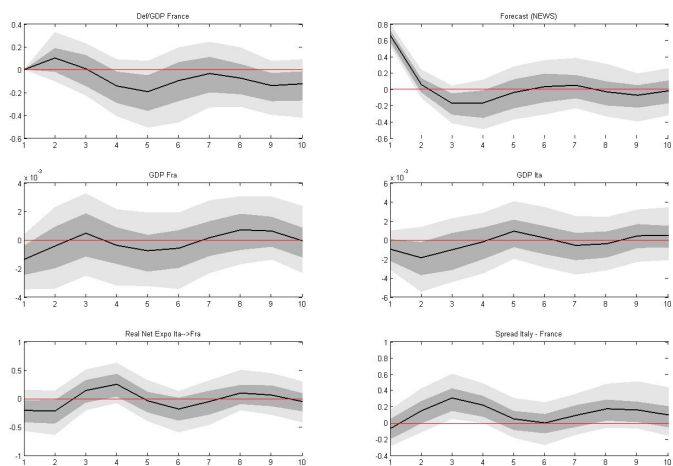 Def/GDP France
0.4
0.2
0
-0.2
-0.4
-0.6
1 2 3 4 5 6 7 8 9 10
Forecast (NEWS)
0.8
0.6
0.4
0.2
0
-0.2
-0.4
-0.6
1 2 3 4 5 6 7 8 9 10
GDP Fra
x 10⁻³
4
2
0
-2
-4
1 2 3 4 5 6 7 8 9 10
GDP Ita
x 10⁻³
6
4
2
0
-2
-4
-6
1 2 3 4 5 6 7 8 9 10
Real Net Expo Ita-->Fra
1
0.5
0
-0.5
-1
1 2 3 4 5 6 7 8 9 10
Spread Italy - France
1
0.8
0.6
0.4
0.2
0
-0.2
-0.4
1 2 3 4 5 6 7 8 9 10